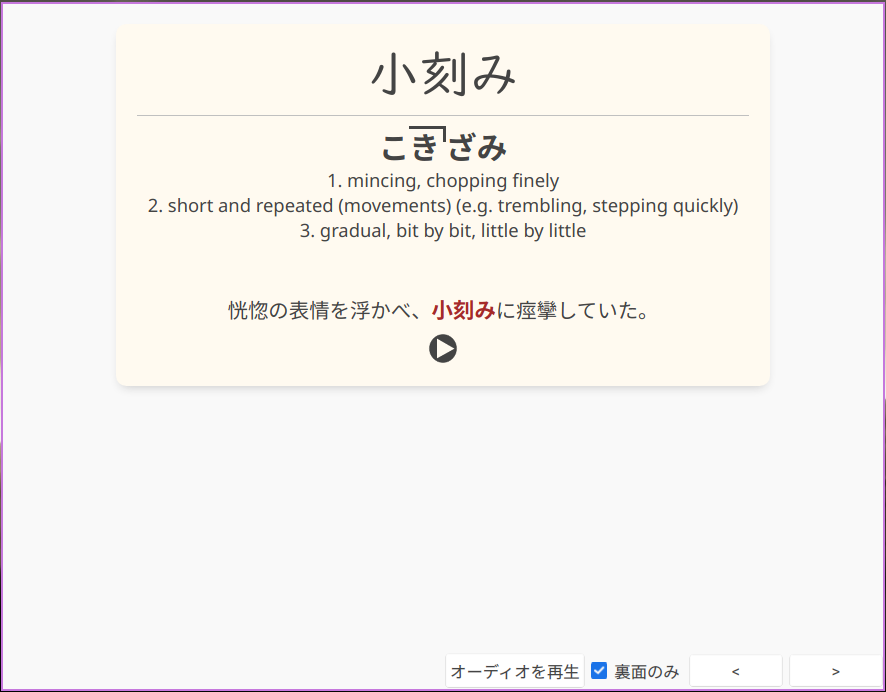 小刻み
こきざみ
1. mincing, chopping finely
2. short and repeated (movements) (e.g. trembling, stepping quickly)
3. gradual, bit by bit, little by little
恍惚の表情を浮かべ、小刻みに痙攣していた。
オーディオを再生 裏面のみ < >